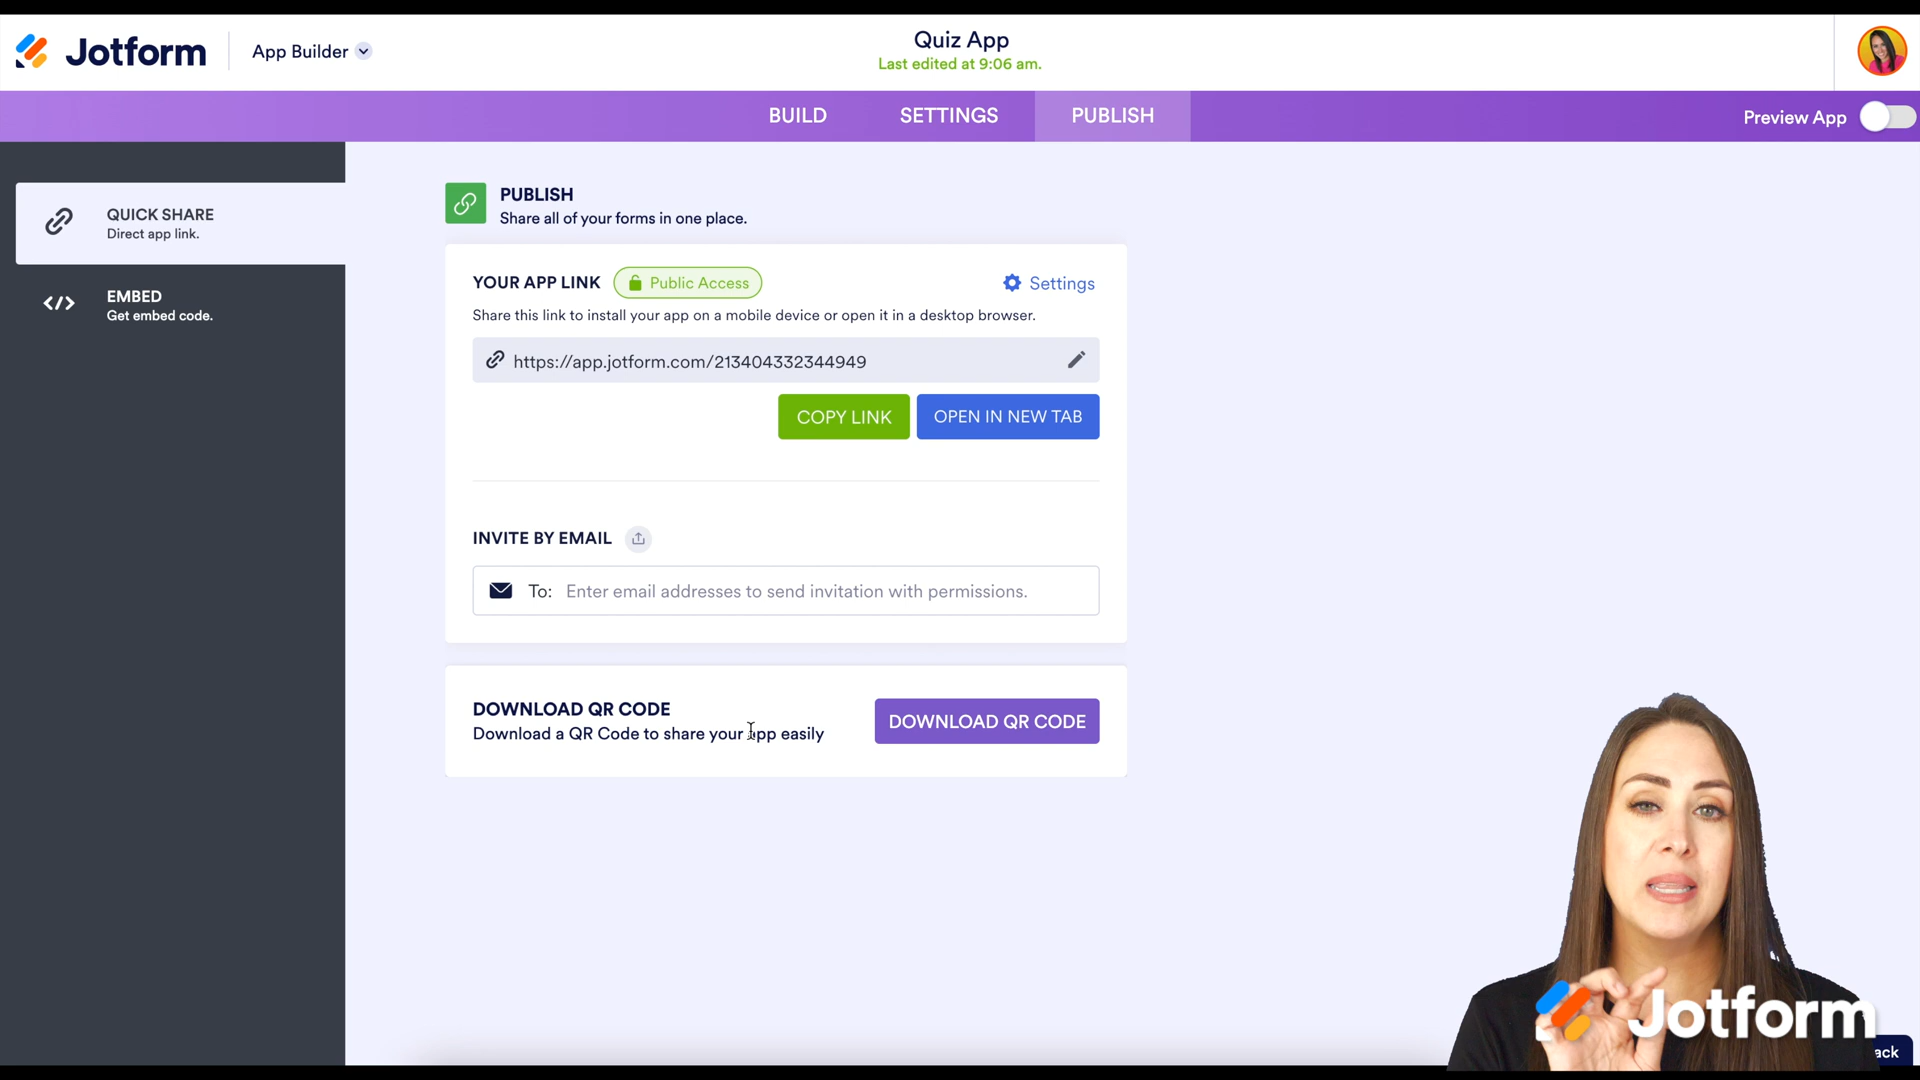 Jotform
App Builder
Quiz App
Last edited at 9:06 am.
BUILD
SETTINGS
PUBLISH
Preview App
QUICK SHARE
Direct app link.
EMBED
Get embed code.
PUBLISH
Share all of your forms in one place.
YOUR APP LINK
Public Access
Settings
Share this link to install your app on a mobile device or open it in a desktop browser.
https://app.jotform.com/213404332344949
COPY LINK
OPEN IN NEW TAB
INVITE BY EMAIL
To: Enter email addresses to send invitation with permissions.
DOWNLOAD QR CODE
Download a QR Code to share your app easily
DOWNLOAD QR CODE
Jotform
ack